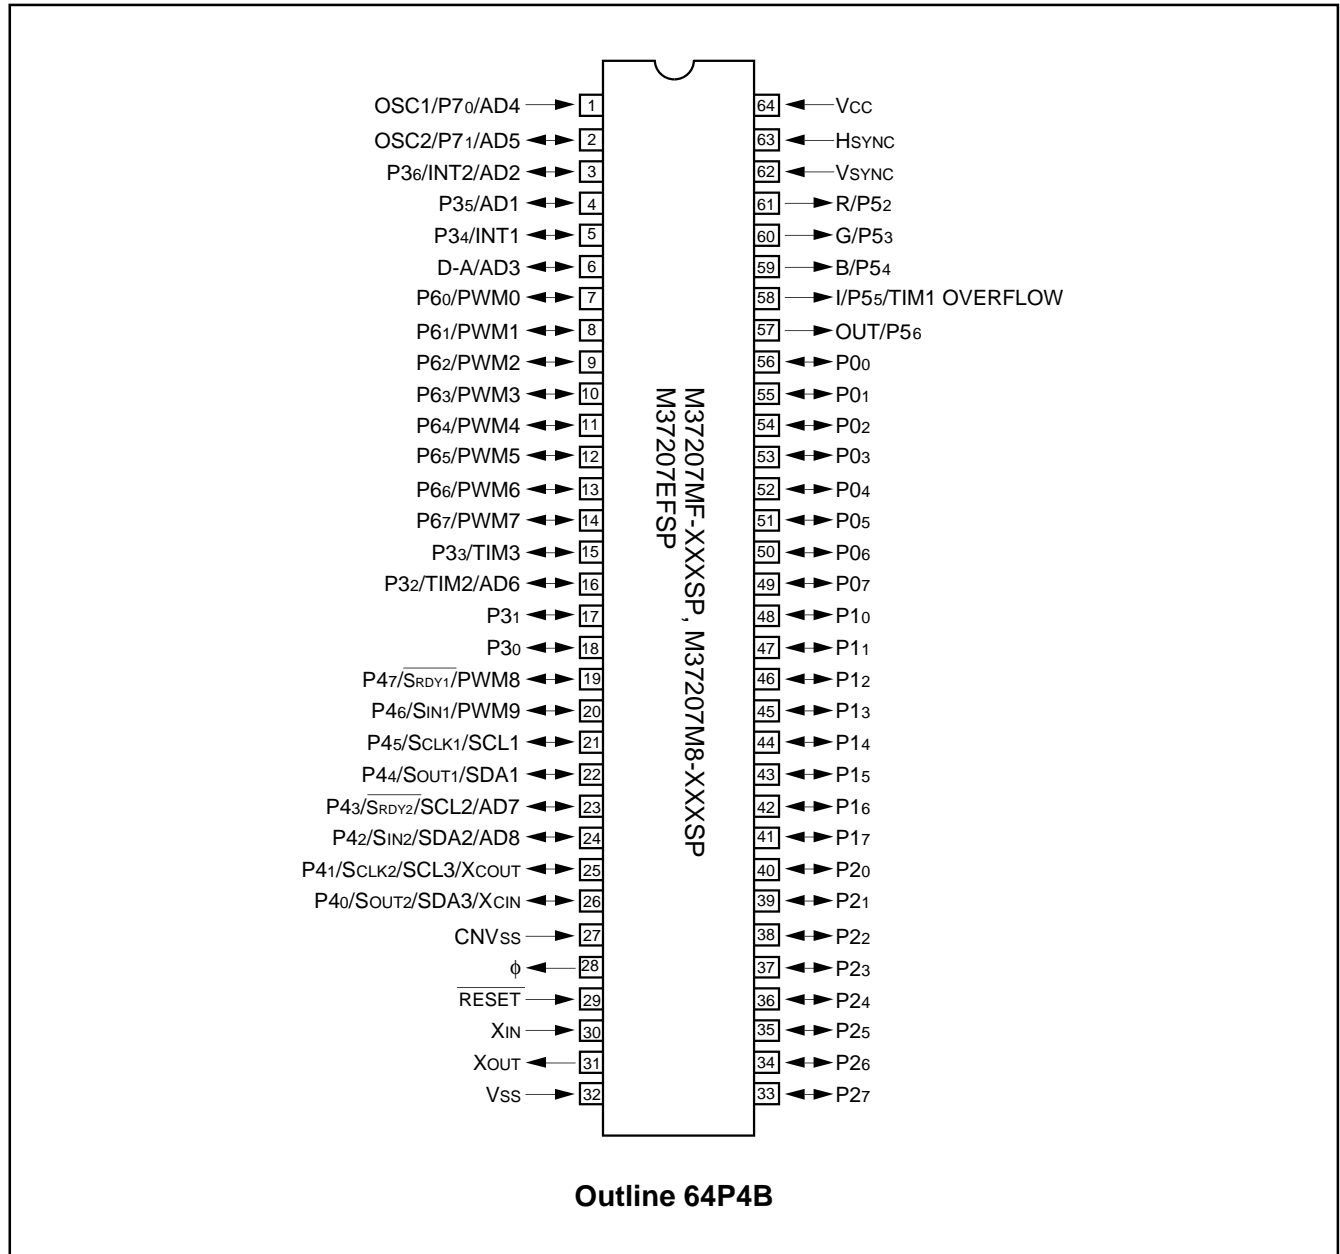 OSC1/P70/AD4 1 64 VCC
OSC2/P71/AD5 2 63 HSYNC
P36/INT2/AD2 3 62 VSYNC
P35/AD1 4 61 R/P52
P34/INT1 5 60 G/P53
D-A/AD3 6 59 B/P54
P60/PWM0 7 58 I/P55/TIM1 OVERFLOW
P61/PWM1 8 57 OUT/P56
P62/PWM2 9 56 P00
P63/PWM3 10 55 P01
P64/PWM4 11 54 P02
P65/PWM5 12 53 P03
P66/PWM6 13 52 P04
P67/PWM7 14 51 P05
P33/TIM3 15 50 P06
P32/TIM2/AD6 16 49 P07
P31 17 48 P10
P30 18 47 P11
P47/SRDY1/PWM8 19 46 P12
P46/SIN1/PWM9 20 45 P13
P45/SCLK1/SCL1 21 44 P14
P44/SOUT1/SDA1 22 43 P15
P43/SRDY2/SCL2/AD7 23 42 P16
P42/SIN2/SDA2/AD8 24 41 P17
P41/SCLK2/SCL3/XCOUT 25 40 P20
P40/SOUT2/SDA3/XCIN 26 39 P21
CNVSS 27 38 P22
ϕ 28 37 P23
RESET 29 36 P24
XIN 30 35 P25
XOUT 31 34 P26
VSS 32 33 P27
M37207MF-XXXSP, M37207M8-XXXSP
M37207EFSP
Outline 64P4B